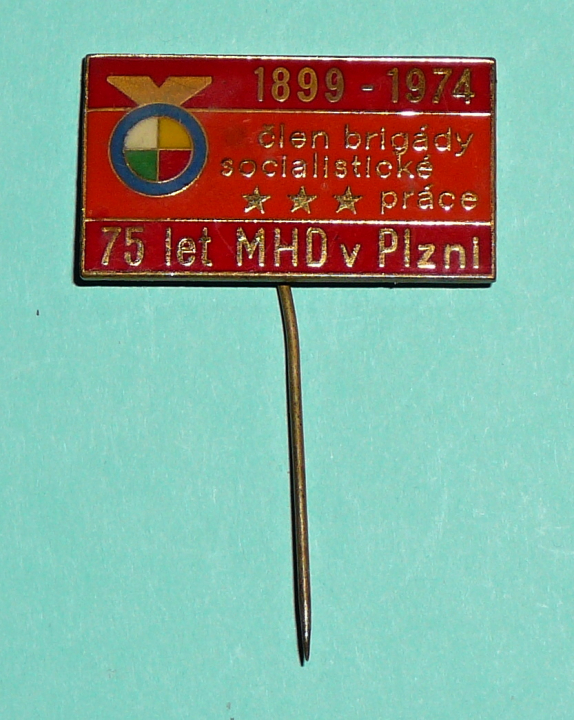 1899 - 1974
člen brigády
socialistické
práce
75 let MHD v Plzni